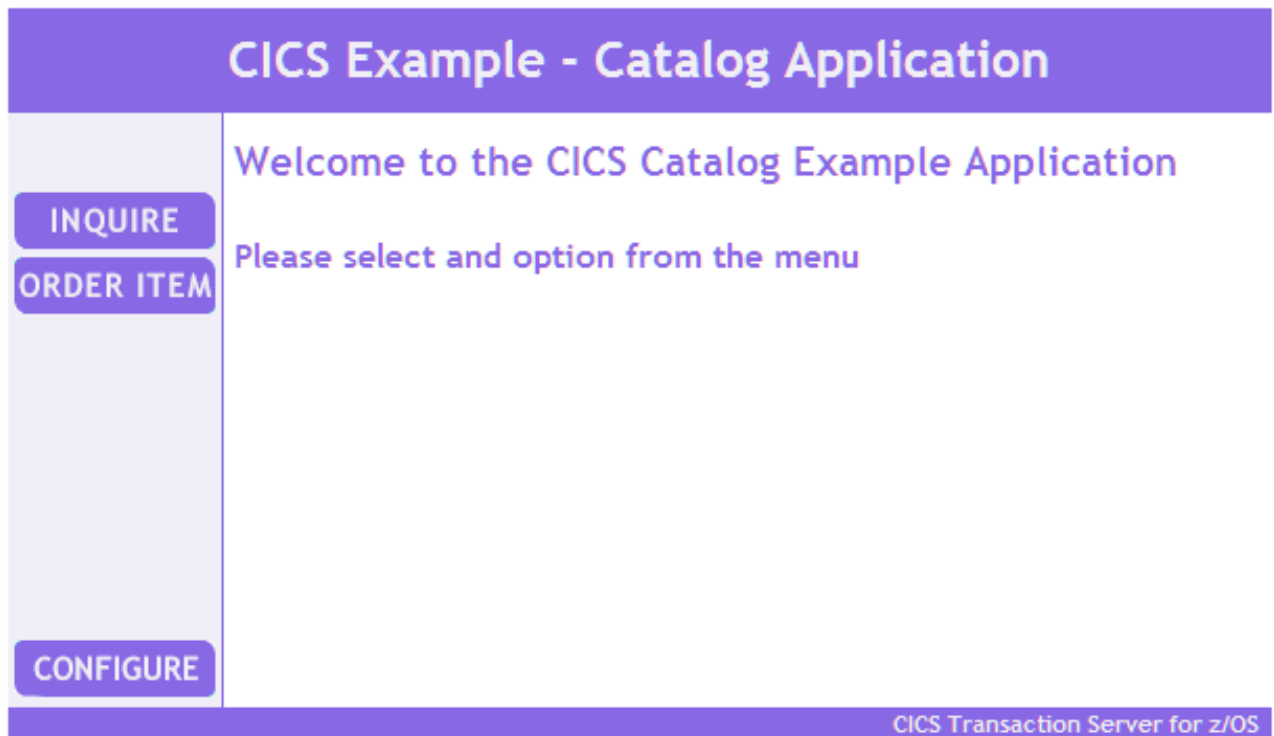 CICS Example - Catalog Application
Welcome to the CICS Catalog Example Application
INQUIRE
Please select and option from the menu
ORDER ITEM
CONFIGURE
CICS Transaction Server for z/OS